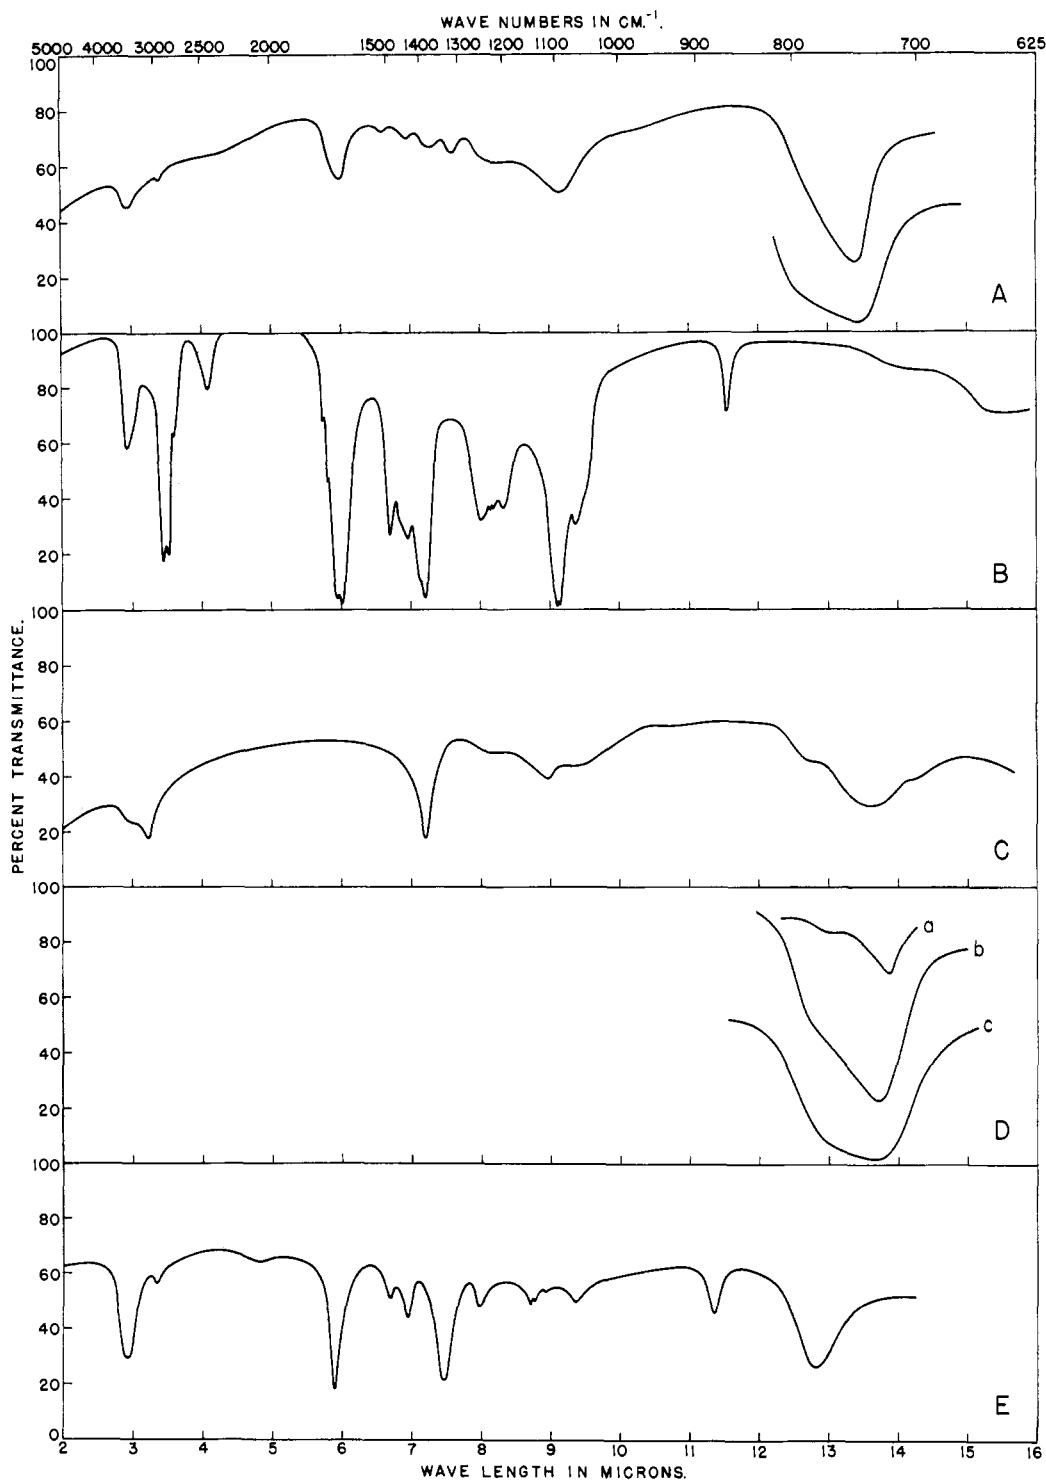 WAVE NUMBERS IN CM.⁻¹.
5000 4000 3000 2500 2000 1500 1400 1300 1200 1100 1000 900 800 700 625
100
80
60
40
20
A
100
80
60
40
20
B
100
80
60
40
20
C
100
80
60
40
20
a
b
c
D
100
80
60
40
20
0
E
PERCENT TRANSMITTANCE.
2 3 4 5 6 7 8 9 10 11 12 13 14 15 16
WAVE LENGTH IN MICRONS.